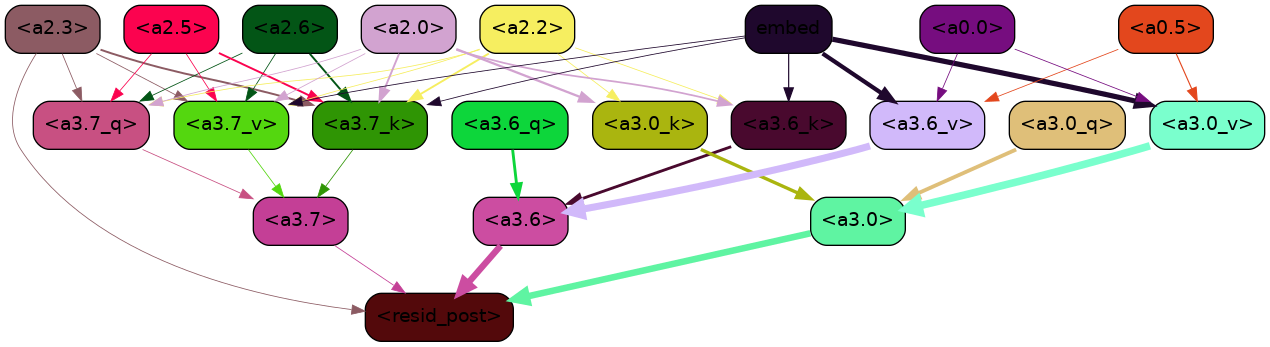 <a2.3> <a2.5> <a2.6> <a2.0> <a2.2> embed <a0.0> <a0.5>
<a3.7_q> <a3.7_v> <a3.7_k> <a3.6_q> <a3.0_k> <a3.6_k> <a3.6_v> <a3.0_q> <a3.0_v>
<a3.7> <a3.6> <a3.0>
<resid_post>